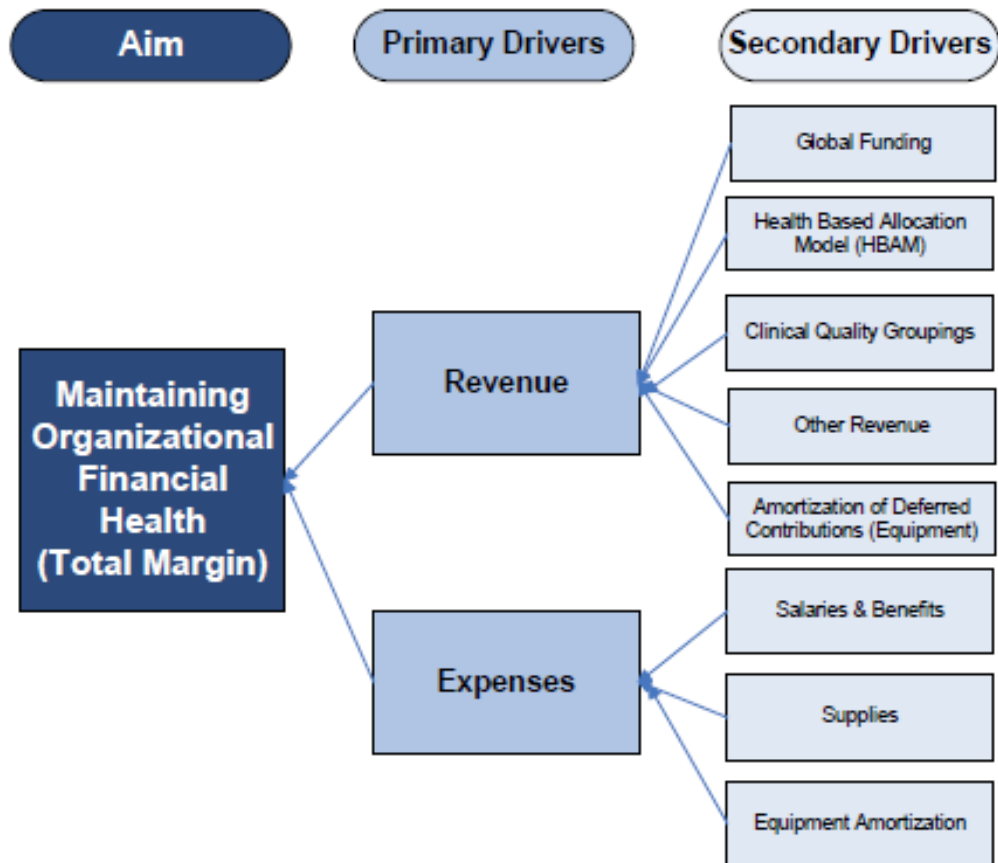 Aim
Primary Drivers
Secondary Drivers
Global Funding
Health Based Allocation
Model (HBAM)
Clinical Quality Groupings
Other Revenue
Amortization of Deferred
Contributions (Equipment)
Revenue
Maintaining
Organizational
Financial
Health
(Total Margin)
Expenses
Salaries & Benefits
Supplies
Equipment Amortization